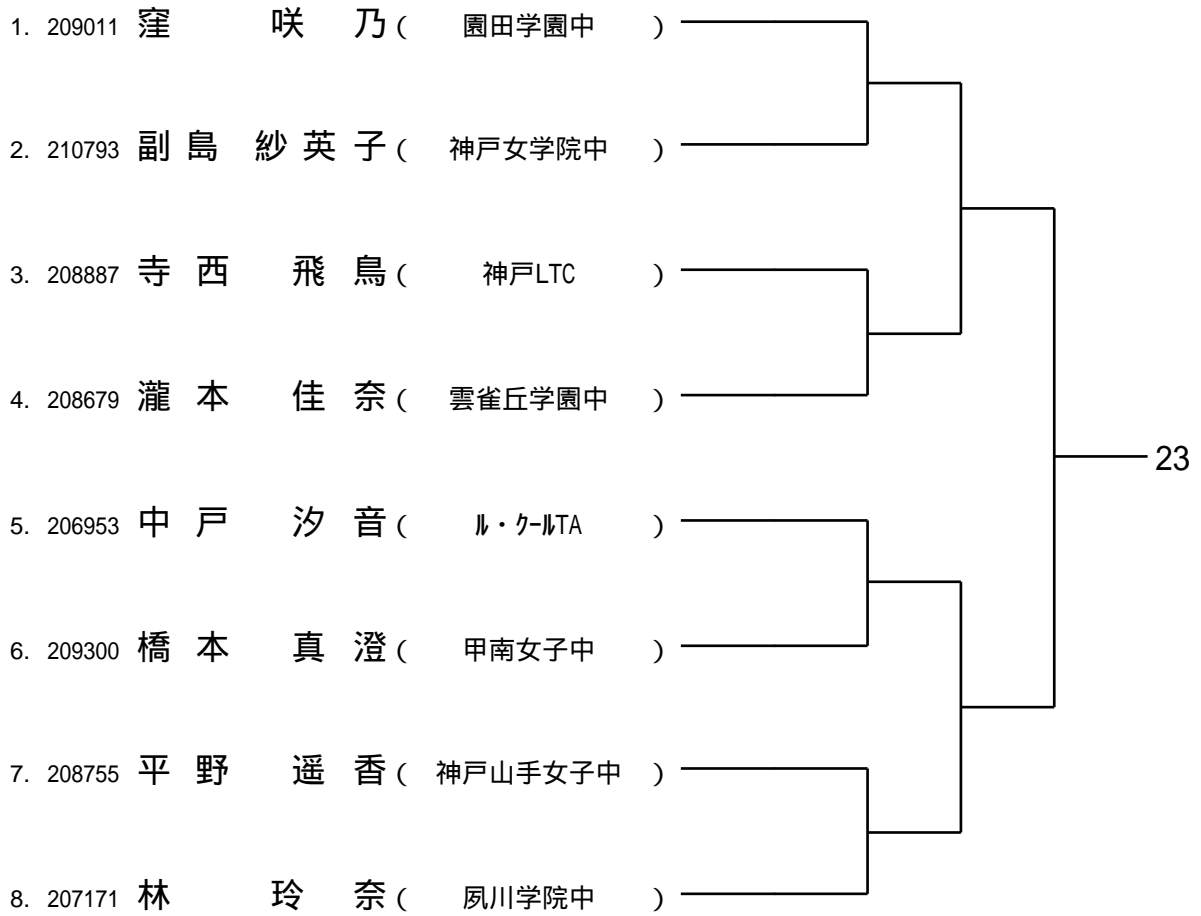 1. 209011 窪 咲 乃 ( 園田学園中 )
2. 210793 副 島 紗 英 子 ( 神戸女学院中 )
3. 208887 寺 西 飛 鳥 ( 神戸LTC )
4. 208679 瀧 本 佳 奈 ( 雲雀丘学園中 )
23
5. 206953 中 戸 汐 音 ( ﾙ・ｸｰﾙTA )
6. 209300 橋 本 真 澄 ( 甲南女子中 )
7. 208755 平 野 遥 香 ( 神戸山手女子中 )
8. 207171 林 玲 奈 ( 夙川学院中 )